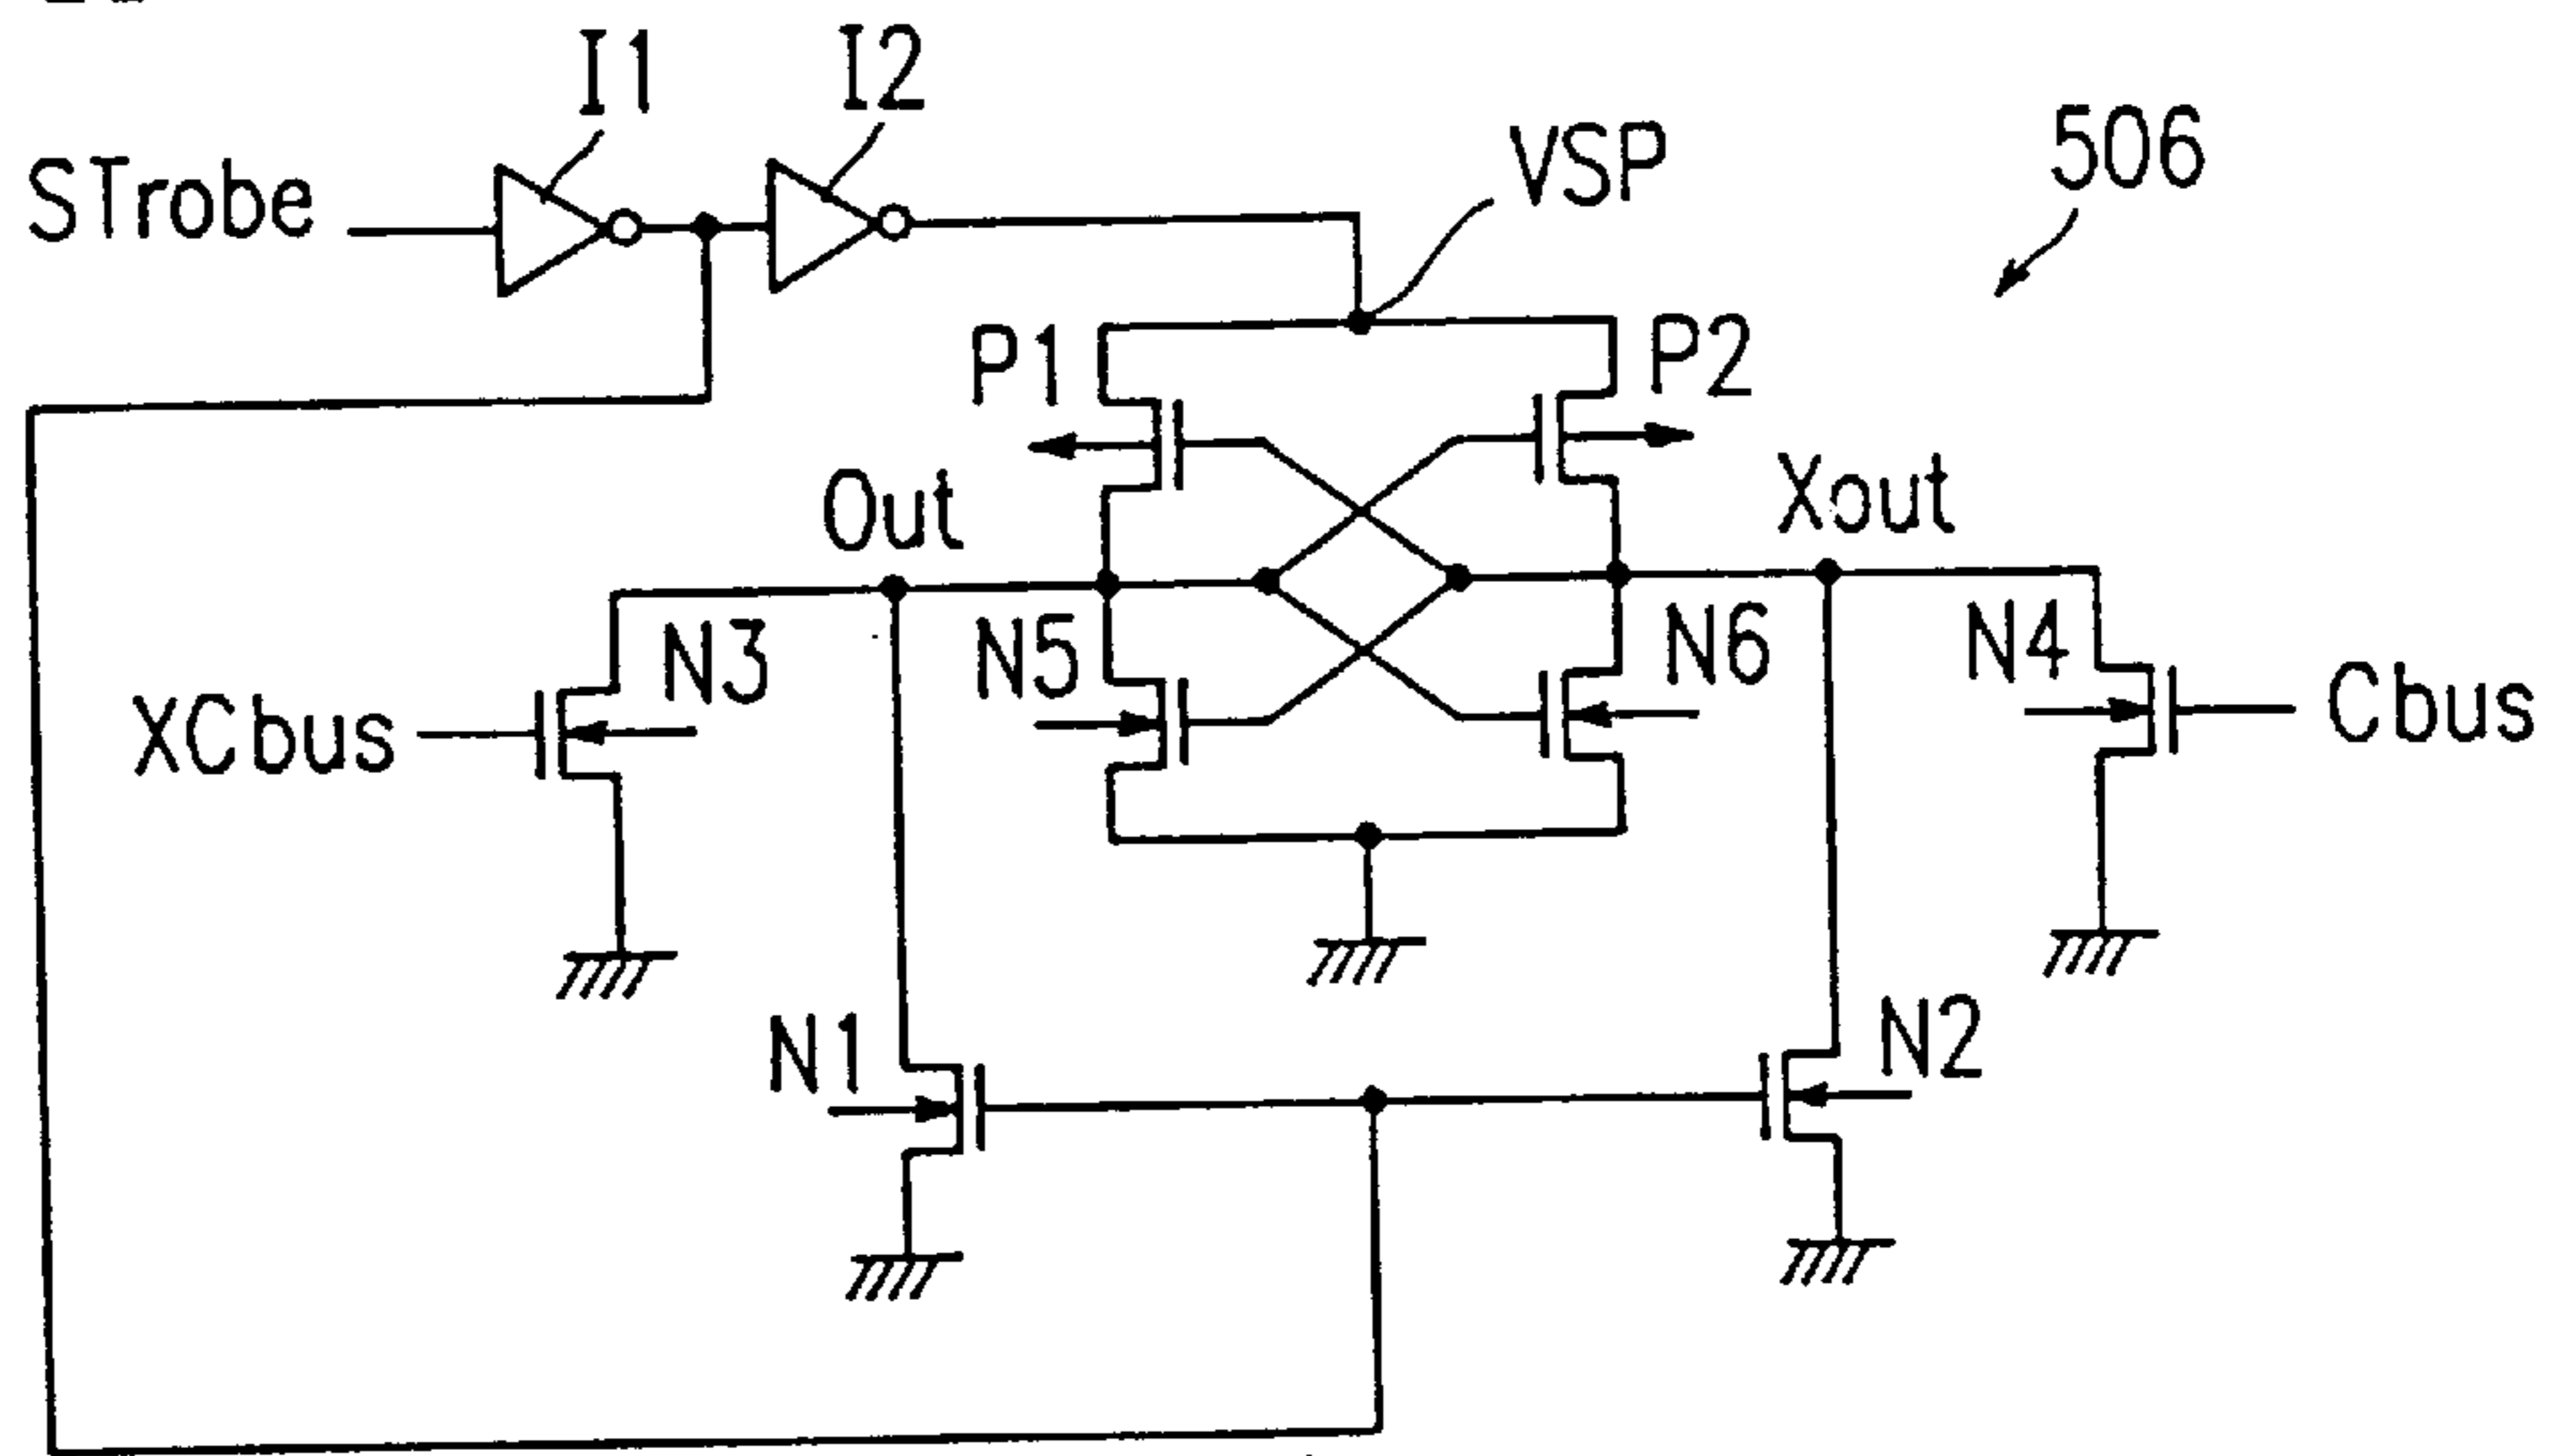 I1
I2
STrobe
VSP
506
P1
P2
Out
Xout
N3
N5
N6
N4
XCbus
Cbus
N1
N2